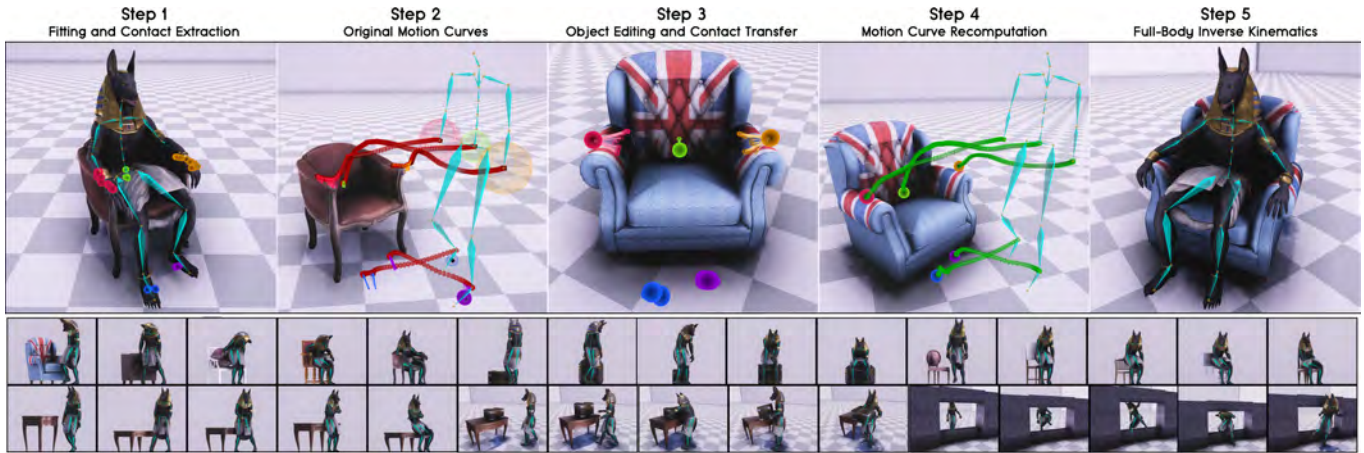 Step 1
Fitting and Contact Extraction
Step 2
Original Motion Curves
Step 3
Object Editing and Contact Transfer
Step 4
Motion Curve Recomputation
Step 5
Full-Body Inverse Kinematics